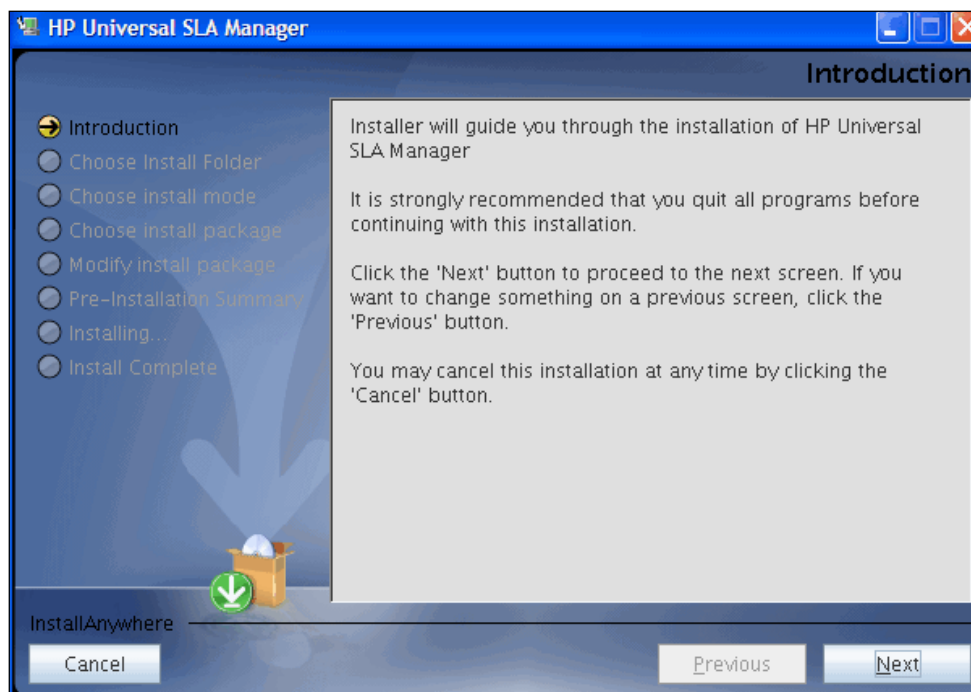 HP Universal SLA Manager
Introduction
Introduction
Choose Install Folder
Choose install mode
Choose install package
Modify install package
Pre-Installation Summary
Installing...
Install Complete
Installer will guide you through the installation of HP Universal
SLA Manager
It is strongly recommended that you quit all programs before
continuing with this installation.
Click the 'Next' button to proceed to the next screen. If you
want to change something on a previous screen, click the
'Previous' button.
You may cancel this installation at any time by clicking the
'Cancel' button.
InstallAnywhere
Cancel
Previous
Next